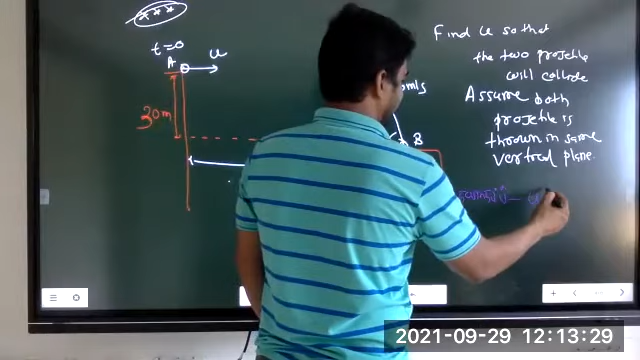 ***
t=0
A
u
30m
m/s
B
Find u so that
the two projectile
will collide
Assume both
projectile is
thrown in same
vertical plane.
2021-09-29 12:13:29